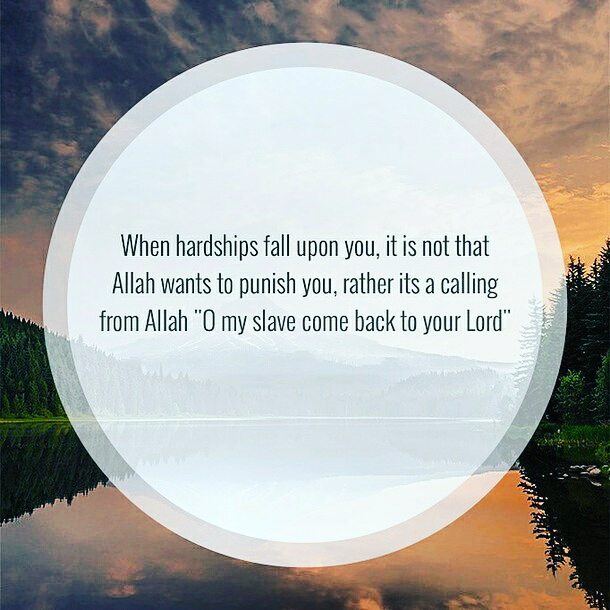 When hardships fall upon you, it is not that
Allah wants to punish you, rather its a calling
from Allah "O my slave come back to your Lord"